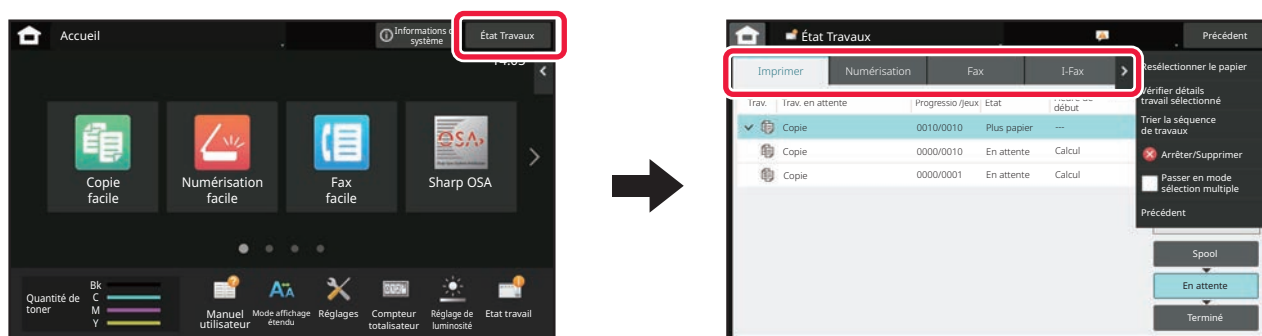 Accueil
Informations
système
État Travaux
Copie
facile
Numérisation
facile
Fax
facile
OSA
Sharp OSA
Quantité de
toner
Bk
C
M
Y
Manuel
utilisateur
Mode affichage
étendu
Réglages
Compteur
totalisateur
Réglage de
luminosité
Etat travail
État Travaux
Précédent
Imprimer
Numérisation
Fax
I-Fax
Trav.
Trav. en attente
Progressio /Jeux
Etat
début
Copie
0010/0010
Plus papier
---
Copie
0000/0010
En attente
Calcul
Copie
0000/0001
En attente
Calcul
Resélectionner le papier
Vérifier détails
travail sélectionné
Trier la séquence
de travaux
Arrêter/Supprimer
Passer en mode
sélection multiple
Précédent
Spool
En attente
Terminé